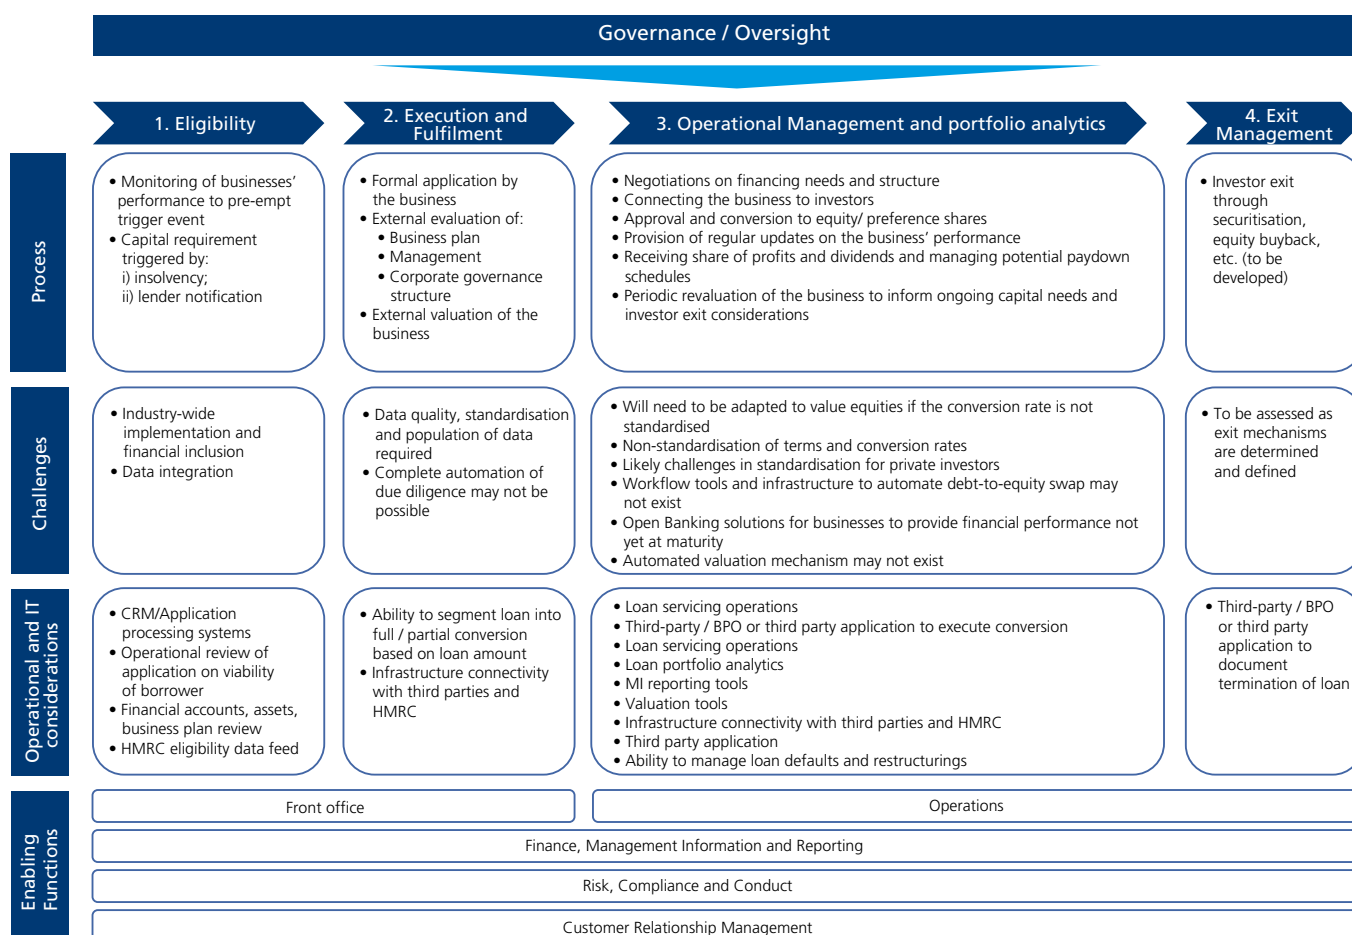 Governance / Oversight
1. Eligibility
2. Execution and
Fulfilment
3. Operational Management and portfolio analytics
4. Exit
Management
Process
• Monitoring of businesses’
performance to pre-empt
trigger event
• Capital requirement
triggered by:
i) insolvency;
ii) lender notification
• Formal application by
the business
• External evaluation of:
• Business plan
• Management
• Corporate governance
structure
• External valuation of the
business
• Negotiations on financing needs and structure
• Connecting the business to investors
• Approval and conversion to equity/ preference shares
• Provision of regular updates on the business’ performance
• Receiving share of profits and dividends and managing potential paydown
schedules
• Periodic revaluation of the business to inform ongoing capital needs and
investor exit considerations
• Investor exit
through
securitisation,
equity buyback,
etc. (to be
developed)
Challenges
• Industry-wide
implementation and
financial inclusion
• Data integration
• Data quality, standardisation
and population of data
required
• Complete automation of
due diligence may not be
possible
• Will need to be adapted to value equities if the conversion rate is not
standardised
• Non-standardisation of terms and conversion rates
• Likely challenges in standardisation for private investors
• Workflow tools and infrastructure to automate debt-to-equity swap may
not exist
• Open Banking solutions for businesses to provide financial performance not
yet at maturity
• Automated valuation mechanism may not exist
• To be assessed as
exit mechanisms
are determined
and defined
Operational and IT
considerations
• CRM/Application
processing systems
• Operational review of
application on viability
of borrower
• Financial accounts, assets,
business plan review
• HMRC eligibility data feed
• Ability to segment loan into
full / partial conversion
based on loan amount
• Infrastructure connectivity
with third parties and
HMRC
• Loan servicing operations
• Third-party / BPO or third party application to execute conversion
• Loan servicing operations
• Loan portfolio analytics
• MI reporting tools
• Valuation tools
• Infrastructure connectivity with third parties and HMRC
• Third party application
• Ability to manage loan defaults and restructurings
• Third-party / BPO
or third party
application to
document
termination of loan
Enabling
Functions
Front office
Operations
Finance, Management Information and Reporting
Risk, Compliance and Conduct
Customer Relationship Management